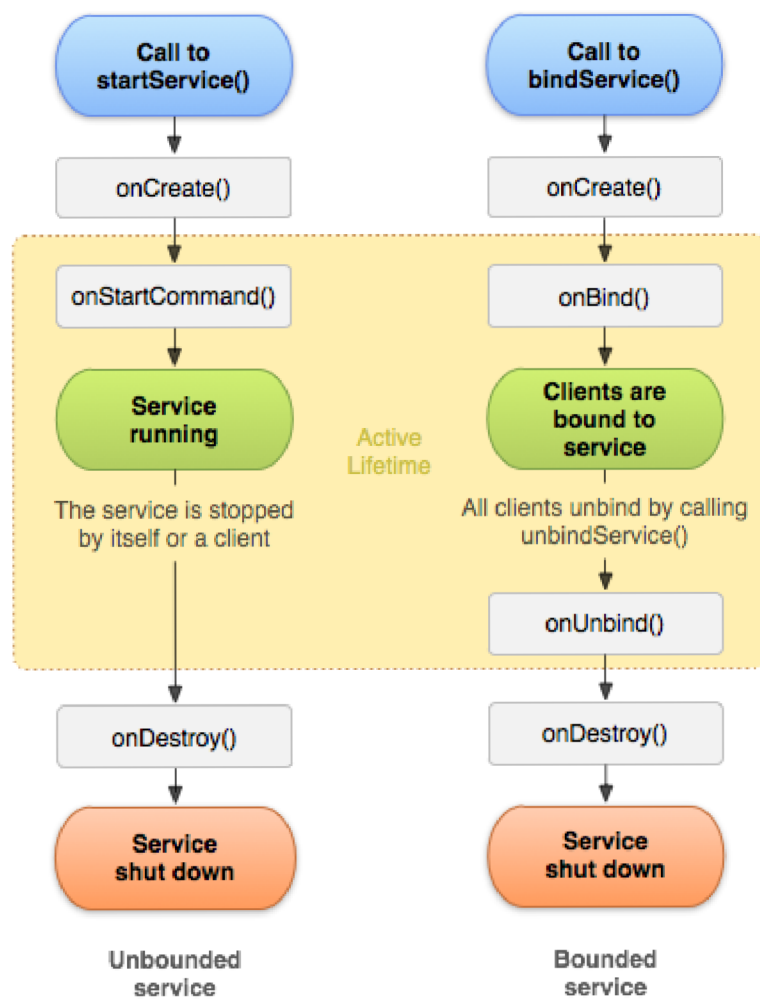 Call to
startService()
onCreate()
onStartCommand()
Service
running
The service is stopped
by itself or a client
onDestroy()
Service
shut down
Unbounded
service
Active
Lifetime
Call to
bindService()
onCreate()
onBind()
Clients are
bound to
service
All clients unbind by calling
unbindService()
onUnbind()
onDestroy()
Service
shut down
Bounded
service